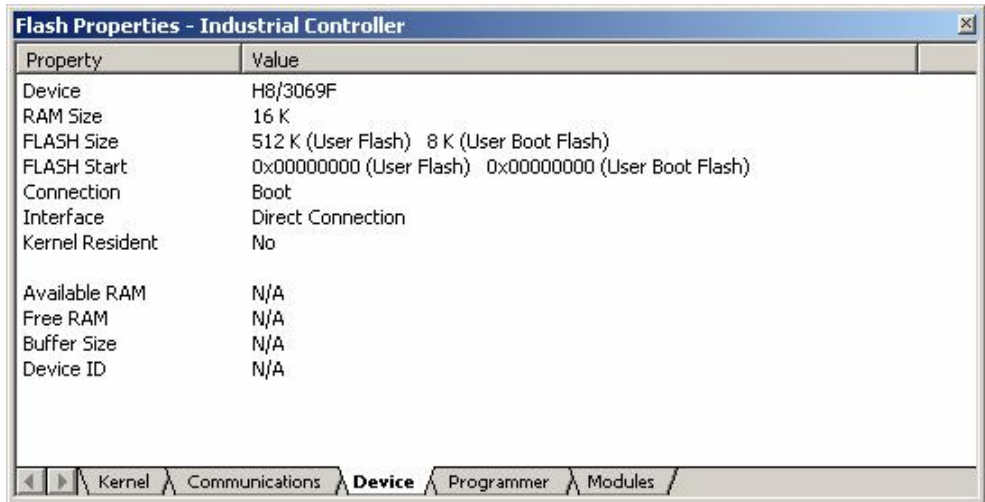 Flash Properties - Industrial Controller
Property Value
Device H8/3069F
RAM Size 16 K
FLASH Size 512 K (User Flash) 8 K (User Boot Flash)
FLASH Start 0x00000000 (User Flash) 0x00000000 (User Boot Flash)
Connection Boot
Interface Direct Connection
Kernel Resident No
Available RAM N/A
Free RAM N/A
Buffer Size N/A
Device ID N/A
Kernel Communications Device Programmer Modules